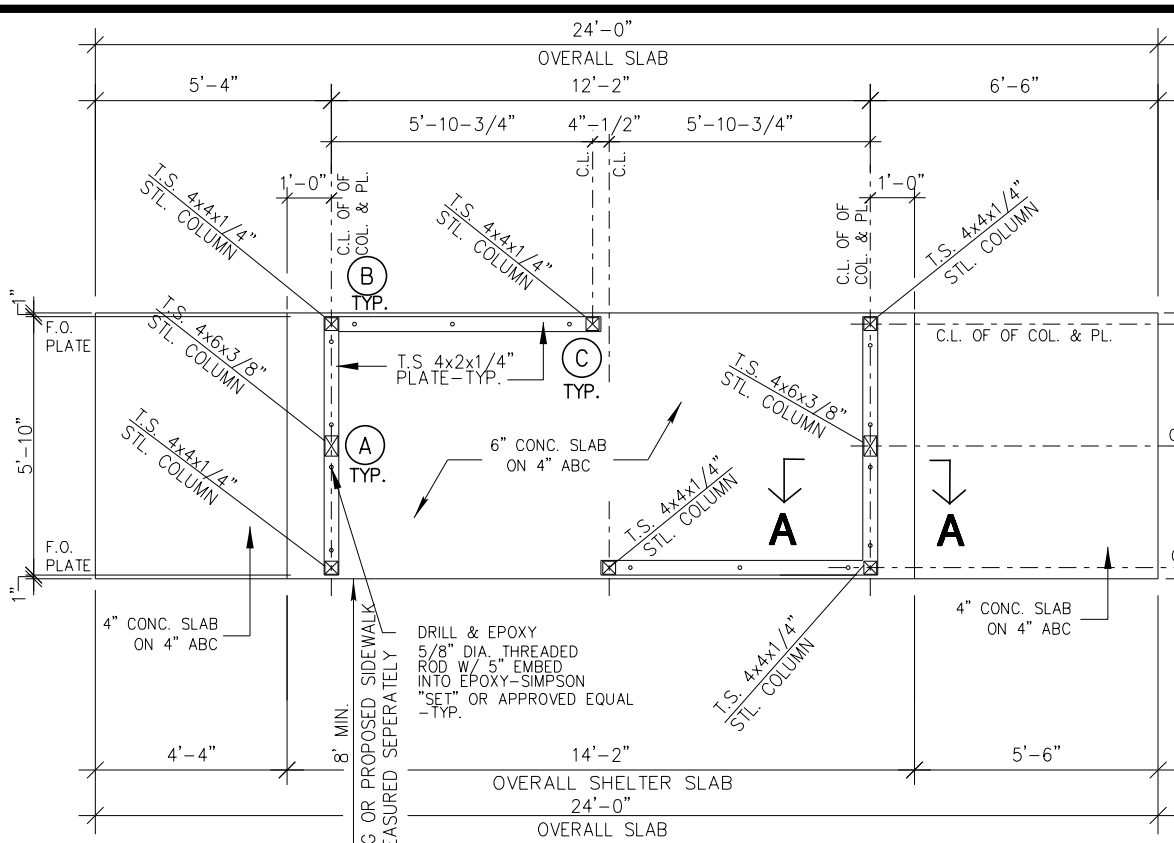 24'-0"
OVERALL SLAB
5'-4"
12'-2"
6'-6"
5'-10-3/4"
4"-1/2"
5'-10-3/4"
C.L.
C.L.
1'-0"
1'-0"
T.S. 4x4x1/4"
STL. COLUMN
C.L. OF OF
COL. & PL.
T.S. 4x4x1/4"
STL. COLUMN
C.L. OF OF
COL. & PL.
T.S. 4x4x1/4"
STL. COLUMN
B
TYP.
1"
F.O.
PLATE
T.S. 4x6x3/8"
STL. COLUMN
T.S 4x2x1/4"
PLATE-TYP.
C
TYP.
C.L. OF OF COL. & PL.
T.S. 4x6x3/8"
STL. COLUMN
5'-10"
T.S. 4x4x1/4"
STL. COLUMN
A
TYP.
6" CONC. SLAB
ON 4" ABC
T.S. 4x4x1/4"
STL. COLUMN
A
A
F.O.
PLATE
1"
4" CONC. SLAB
ON 4" ABC
4" CONC. SLAB
ON 4" ABC
DRILL & EPOXY
5/8" DIA. THREADED
ROD W/ 5" EMBED
INTO EPOXY-SIMPSON
"SET" OR APPROVED EQUAL
-TYP.
T.S. 4x4x1/4"
STL. COLUMN
8' MIN.
OR PROPOSED SIDEWALK
SEPERATELY
4'-4"
14'-2"
5'-6"
OVERALL SHELTER SLAB
24'-0"
OVERALL SLAB